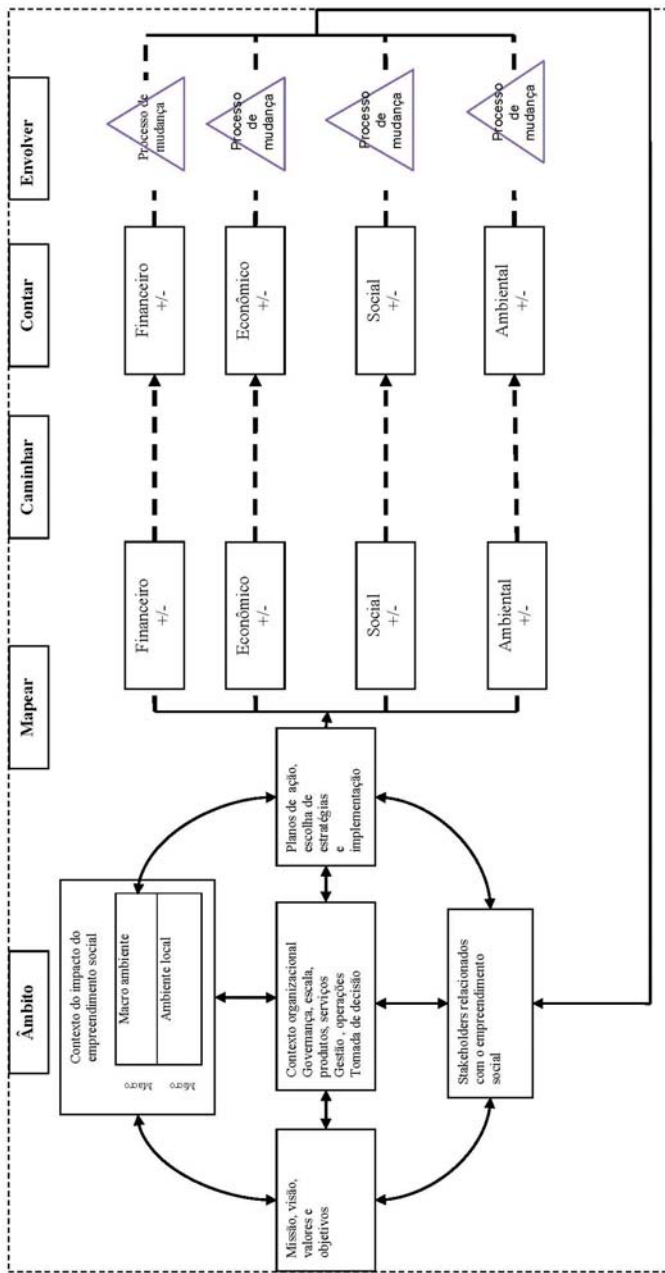 Âmbito
Mapear
Caminhar
Contar
Envolver
Contexto do impacto do
empreendimento social
Macro
Micro
Macro ambiente
Ambiente local
Missão, visão,
valores e
objetivos
Contexto organizacional
Governança, escala,
produtos, serviços
Gestão , operações
Tomada de decisão
Planos de ação,
escolha de
estratégias
e
implementação
Stakeholders relacionados
com o empreendimento
social
Financeiro
+/-
Econômico
+/-
Social
+/-
Ambiental
+/-
Financeiro
+/-
Econômico
+/-
Social
+/-
Ambiental
+/-
Processo de
mudança
Processo
de
mudança
Processo
de
mudança
Processo
de
mudança